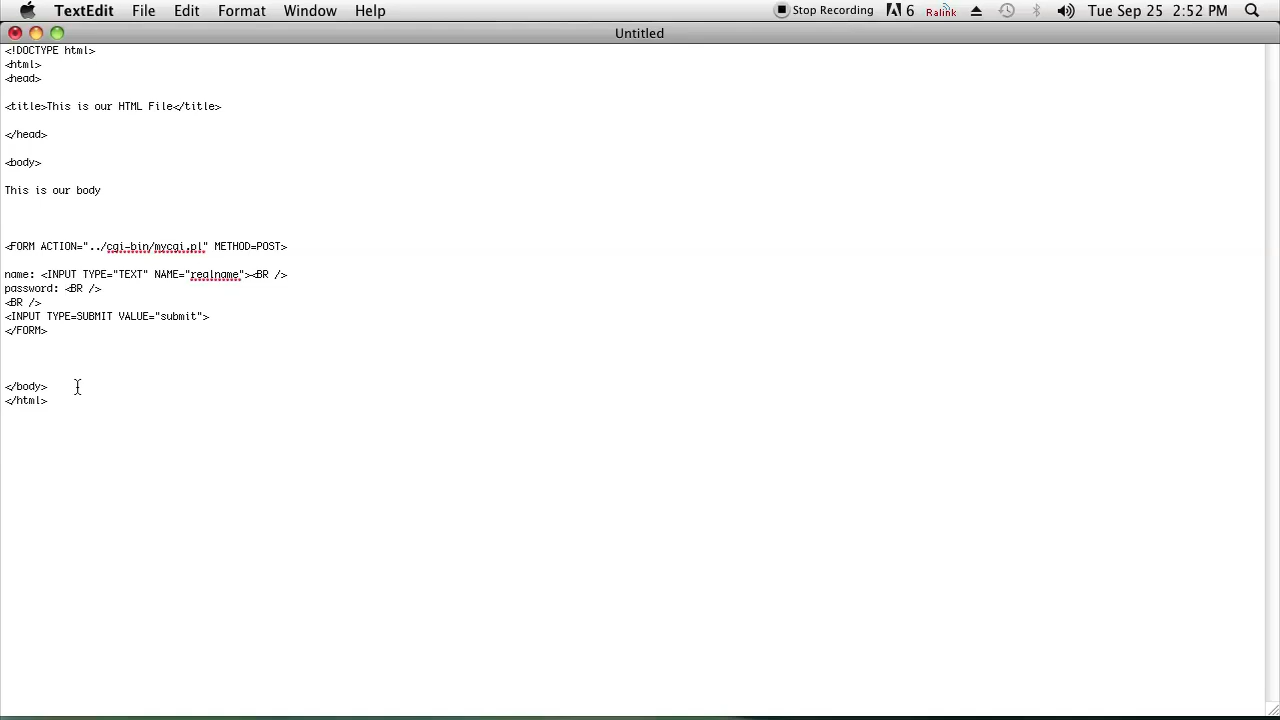 TextEdit File Edit Format Window Help Stop Recording 6 Ralink Tue Sep 25 2:52 PM
Untitled
<!DOCTYPE html>
<html>
<head>
<title>This is our HTML File</title>
</head>
<body>
This is our body
<FORM ACTION="../cgi-bin/mycgi.pl" METHOD=POST>
name: <INPUT TYPE="TEXT" NAME="realname"><BR />
password: <BR />
<BR />
<INPUT TYPE=SUBMIT VALUE="submit">
</FORM>
</body>
</html>